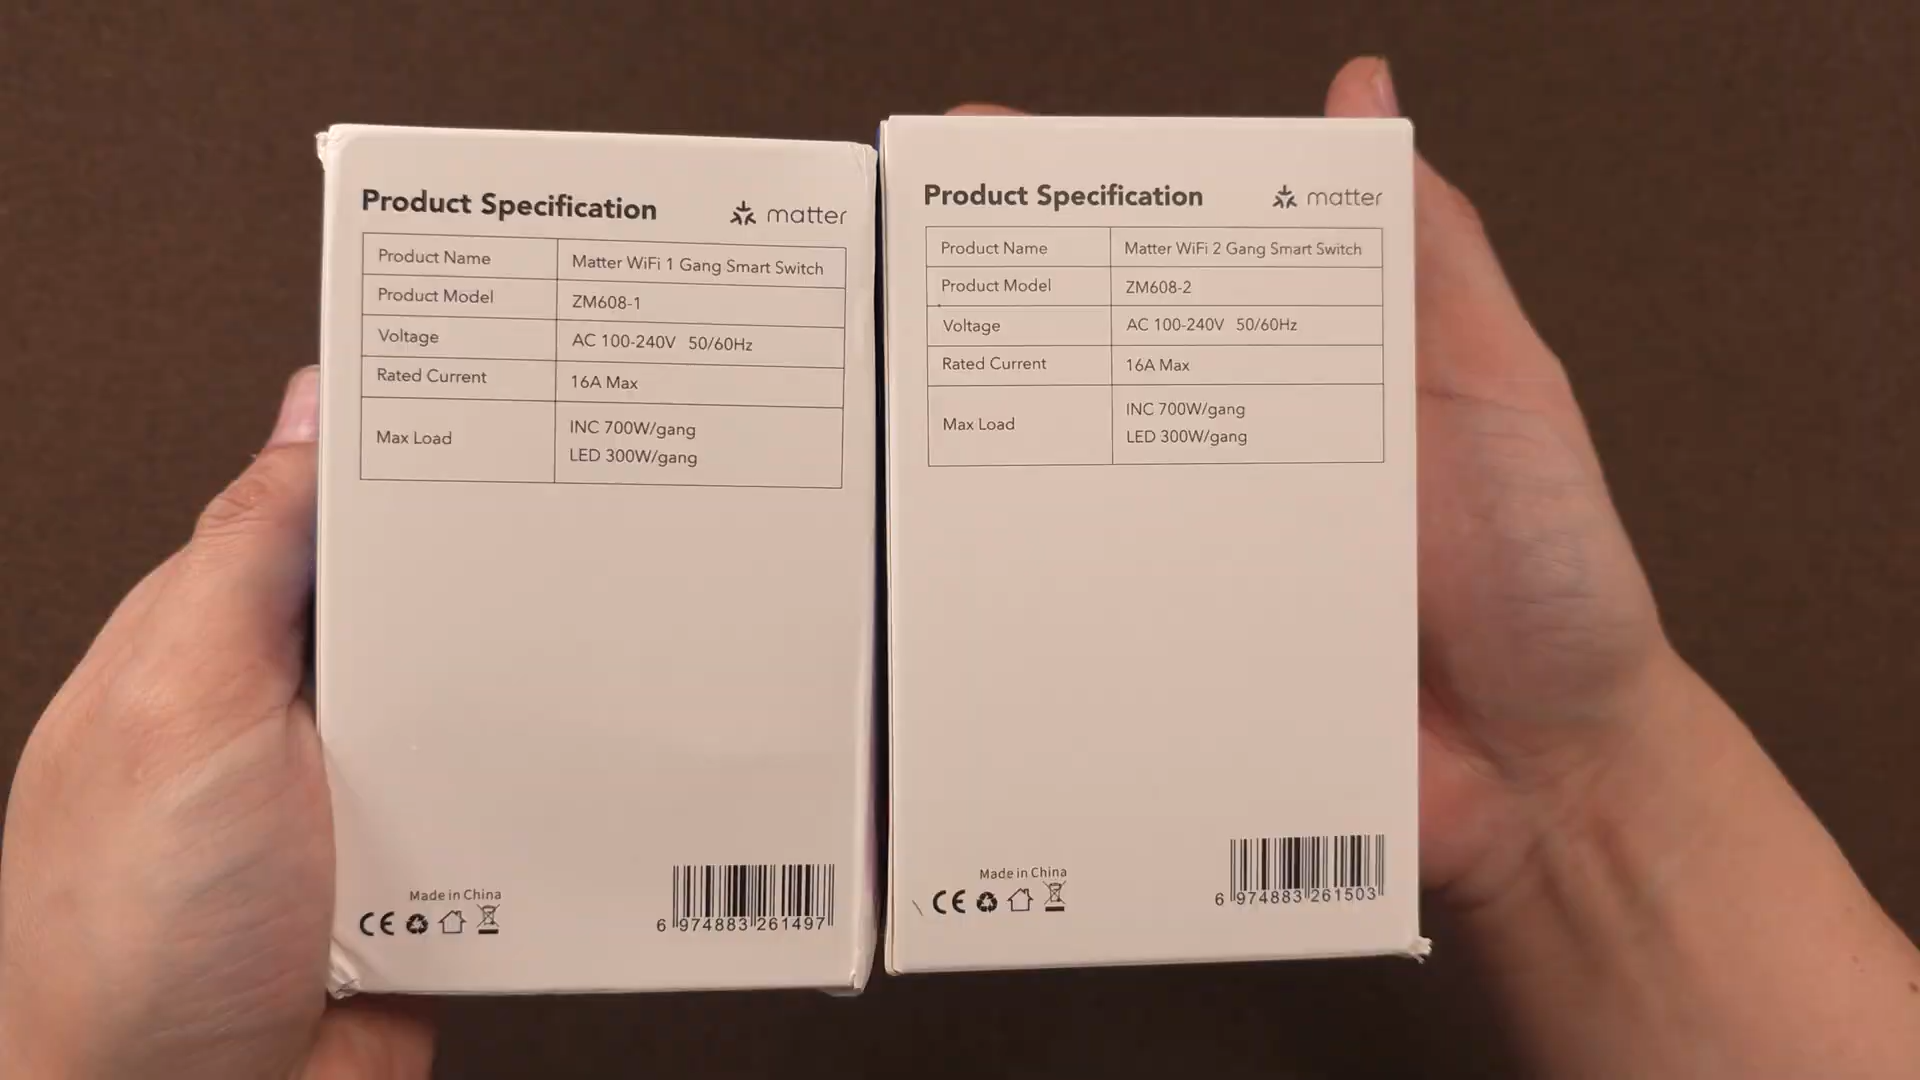 Product Specification
matter
Product Name Matter WiFi 1 Gang Smart Switch
Product Model ZM608-1
Voltage AC 100-240V 50/60Hz
Rated Current 16A Max
Max Load INC 700W/gang
LED 300W/gang
Made in China
CE
6 974883 261497
Product Specification
matter
Product Name Matter WiFi 2 Gang Smart Switch
Product Model ZM608-2
Voltage AC 100-240V 50/60Hz
Rated Current 16A Max
Max Load INC 700W/gang
LED 300W/gang
Made in China
CE
6 974883 261503